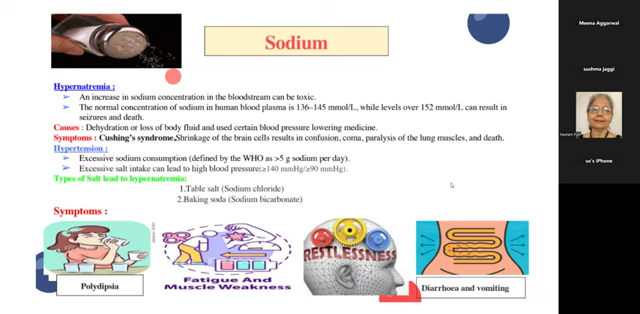 Sodium
Hypernatremia :
➢ An increase in sodium concentration in the bloodstream can be toxic.
➢ The normal concentration of sodium in human blood plasma is 136–145 mmol/L, while levels over 152 mmol/L can result in
seizures and death.
Causes : Dehydration or loss of body fluid and used certain blood pressure lowering medicine.
Symptoms : Cushing's syndrome,Shrinkage of the brain cells results in confusion, coma, paralysis of the lung muscles, and death.
Hypertension :
➢ Excessive sodium consumption (defined by the WHO as >5 g sodium per day).
➢ Excessive salt intake can lead to high blood pressure(≥140 mmHg/≥90 mmHg).
Types of Salt lead to hypernatremia:
1.Table salt (Sodium chloride)
2.Baking soda (Sodium bicarbonate)
Symptoms :
Polydipsia
Fatigue And
Muscle Weakness
RESTLESSNESS
Diarrhoea and vomiting
Meena Aggarwal
sushma jaggi
us's iPhone